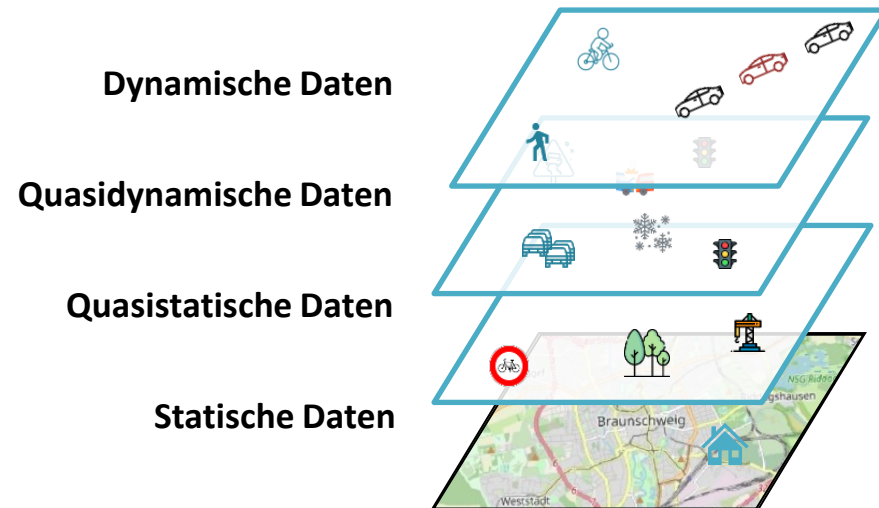 Dynamische Daten
Quasidynamische Daten
Quasistatische Daten
Statische Daten
Braunschweig
Weststadt